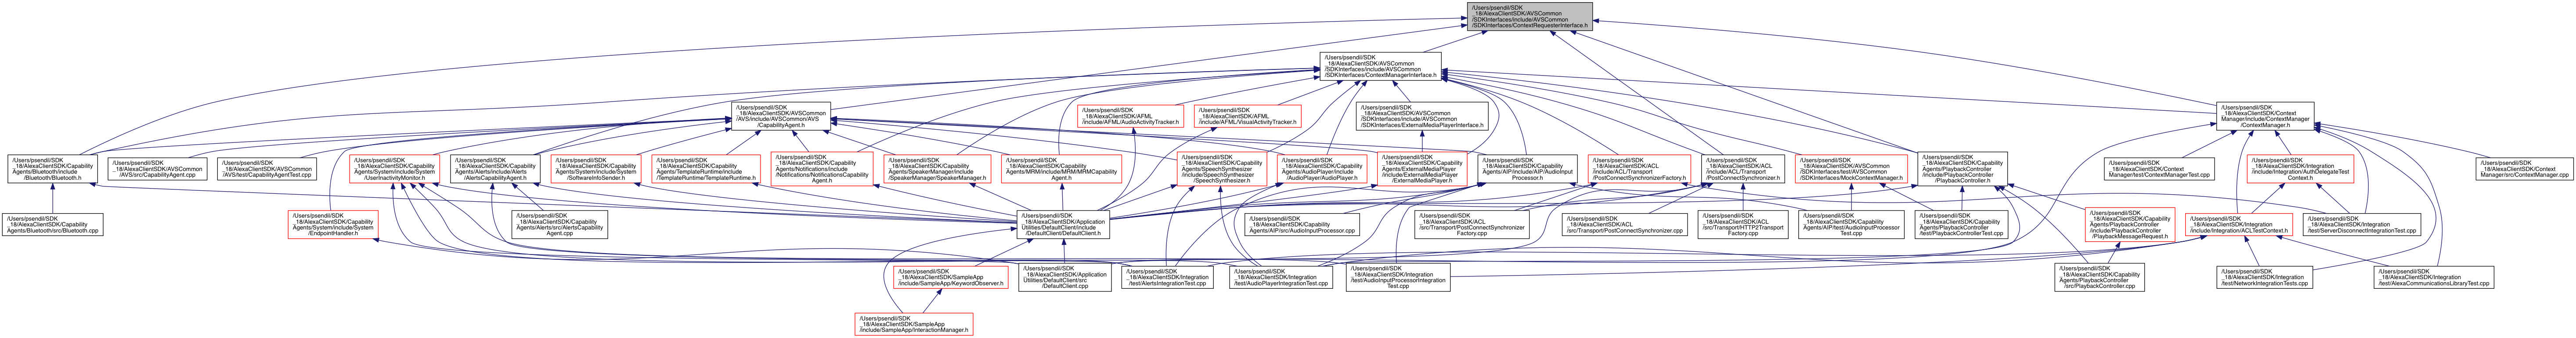 /Users/psendil/SDK
_18/AlexaClientSDK/AVSCommon
/SDKInterfaces/include/AVSCommon
/SDKInterfaces/ContextRequesterInterface.h
/Users/psendil/SDK
_18/AlexaClientSDK/AVSCommon
/SDKInterfaces/include/AVSCommon
/SDKInterfaces/ContextManagerInterface.h
/Users/psendil/SDK
_18/AlexaClientSDK/AVSCommon
/AVS/include/AVSCommon/AVS
/CapabilityAgent.h
/Users/psendil/SDK
_18/AlexaClientSDK/AFML
/include/AFML/AudioActivityTracker.h
/Users/psendil/SDK
_18/AlexaClientSDK/AFML
/include/AFML/VisualActivityTracker.h
/Users/psendil/SDK
_18/AlexaClientSDK/AVSCommon
/SDKInterfaces/include/AVSCommon
/SDKInterfaces/ExternalMediaPlayerInterface.h
/Users/psendil/SDK
_18/AlexaClientSDK/Context
Manager/include/ContextManager
/ContextManager.h
/Users/psendil/SDK
_18/AlexaClientSDK/Capability
Agents/Bluetooth/include
/Bluetooth/Bluetooth.h
/Users/psendil/SDK
_18/AlexaClientSDK/AVSCommon
/AVS/src/CapabilityAgent.cpp
/Users/psendil/SDK
_18/AlexaClientSDK/AVSCommon
/AVS/test/CapabilityAgentTest.cpp
/Users/psendil/SDK
_18/AlexaClientSDK/Capability
Agents/System/include/System
/UserInactivityMonitor.h
/Users/psendil/SDK
_18/AlexaClientSDK/Capability
Agents/Alerts/include/Alerts
/AlertsCapabilityAgent.h
/Users/psendil/SDK
_18/AlexaClientSDK/Capability
Agents/System/include/System
/SoftwareInfoSender.h
/Users/psendil/SDK
_18/AlexaClientSDK/Capability
Agents/TemplateRuntime/include
/TemplateRuntime/TemplateRuntime.h
/Users/psendil/SDK
_18/AlexaClientSDK/Capability
Agents/Notifications/include
/Notifications/NotificationsCapability
Agent.h
/Users/psendil/SDK
_18/AlexaClientSDK/Capability
Agents/SpeakerManager/include
/SpeakerManager/SpeakerManager.h
/Users/psendil/SDK
_18/AlexaClientSDK/Capability
Agents/MRM/include/MRM/MRMCapability
Agent.h
/Users/psendil/SDK
_18/AlexaClientSDK/Capability
Agents/SpeechSynthesizer
/include/SpeechSynthesizer
/SpeechSynthesizer.h
/Users/psendil/SDK
_18/AlexaClientSDK/Capability
Agents/AudioPlayer/include
/AudioPlayer/AudioPlayer.h
/Users/psendil/SDK
_18/AlexaClientSDK/Capability
Agents/ExternalMediaPlayer
/include/ExternalMediaPlayer
/ExternalMediaPlayer.h
/Users/psendil/SDK
_18/AlexaClientSDK/Capability
Agents/AIP/include/AIP/AudioInput
Processor.h
/Users/psendil/SDK
_18/AlexaClientSDK/ACL
/include/ACL/Transport
/PostConnectSynchronizerFactory.h
/Users/psendil/SDK
_18/AlexaClientSDK/ACL
/include/ACL/Transport
/PostConnectSynchronizer.h
/Users/psendil/SDK
_18/AlexaClientSDK/AVSCommon
/SDKInterfaces/test/AVSCommon
/SDKInterfaces/MockContextManager.h
/Users/psendil/SDK
_18/AlexaClientSDK/Capability
Agents/PlaybackController
/include/PlaybackController
/PlaybackController.h
/Users/psendil/SDK
_18/AlexaClientSDK/Context
Manager/test/ContextManagerTest.cpp
/Users/psendil/SDK
_18/AlexaClientSDK/Integration
/include/Integration/AuthDelegateTest
Context.h
/Users/psendil/SDK
_18/AlexaClientSDK/Context
Manager/src/ContextManager.cpp
/Users/psendil/SDK
_18/AlexaClientSDK/Capability
Agents/Bluetooth/src/Bluetooth.cpp
/Users/psendil/SDK
_18/AlexaClientSDK/Capability
Agents/System/include/System
/EndpointHandler.h
/Users/psendil/SDK
_18/AlexaClientSDK/Capability
Agents/Alerts/src/AlertsCapability
Agent.cpp
/Users/psendil/SDK
_18/AlexaClientSDK/Application
Utilities/DefaultClient/include
/DefaultClient/DefaultClient.h
/Users/psendil/SDK
_18/AlexaClientSDK/Capability
Agents/AIP/src/AudioInputProcessor.cpp
/Users/psendil/SDK
_18/AlexaClientSDK/ACL
/src/Transport/PostConnectSynchronizer
Factory.cpp
/Users/psendil/SDK
_18/AlexaClientSDK/ACL
/src/Transport/PostConnectSynchronizer.cpp
/Users/psendil/SDK
_18/AlexaClientSDK/ACL
/src/Transport/HTTP2Transport
Factory.cpp
/Users/psendil/SDK
_18/AlexaClientSDK/Capability
Agents/AIP/test/AudioInputProcessor
Test.cpp
/Users/psendil/SDK
_18/AlexaClientSDK/Capability
Agents/PlaybackController
/test/PlaybackControllerTest.cpp
/Users/psendil/SDK
_18/AlexaClientSDK/Capability
Agents/PlaybackController
/include/PlaybackController
/PlaybackMessageRequest.h
/Users/psendil/SDK
_18/AlexaClientSDK/Integration
/include/Integration/ACLTestContext.h
/Users/psendil/SDK
_18/AlexaClientSDK/Integration
/test/ServerDisconnectIntegrationTest.cpp
/Users/psendil/SDK
_18/AlexaClientSDK/SampleApp
/include/SampleApp/KeywordObserver.h
/Users/psendil/SDK
_18/AlexaClientSDK/Application
Utilities/DefaultClient/src
/DefaultClient.cpp
/Users/psendil/SDK
_18/AlexaClientSDK/Integration
/test/AlertsIntegrationTest.cpp
/Users/psendil/SDK
_18/AlexaClientSDK/Integration
/test/AudioPlayerIntegrationTest.cpp
/Users/psendil/SDK
_18/AlexaClientSDK/Integration
/test/AudioInputProcessorIntegration
Test.cpp
/Users/psendil/SDK
_18/AlexaClientSDK/Capability
Agents/PlaybackController
/src/PlaybackController.cpp
/Users/psendil/SDK
_18/AlexaClientSDK/Integration
/test/NetworkIntegrationTests.cpp
/Users/psendil/SDK
_18/AlexaClientSDK/Integration
/test/AlexaCommunicationsLibraryTest.cpp
/Users/psendil/SDK
_18/AlexaClientSDK/SampleApp
/include/SampleApp/InteractionManager.h